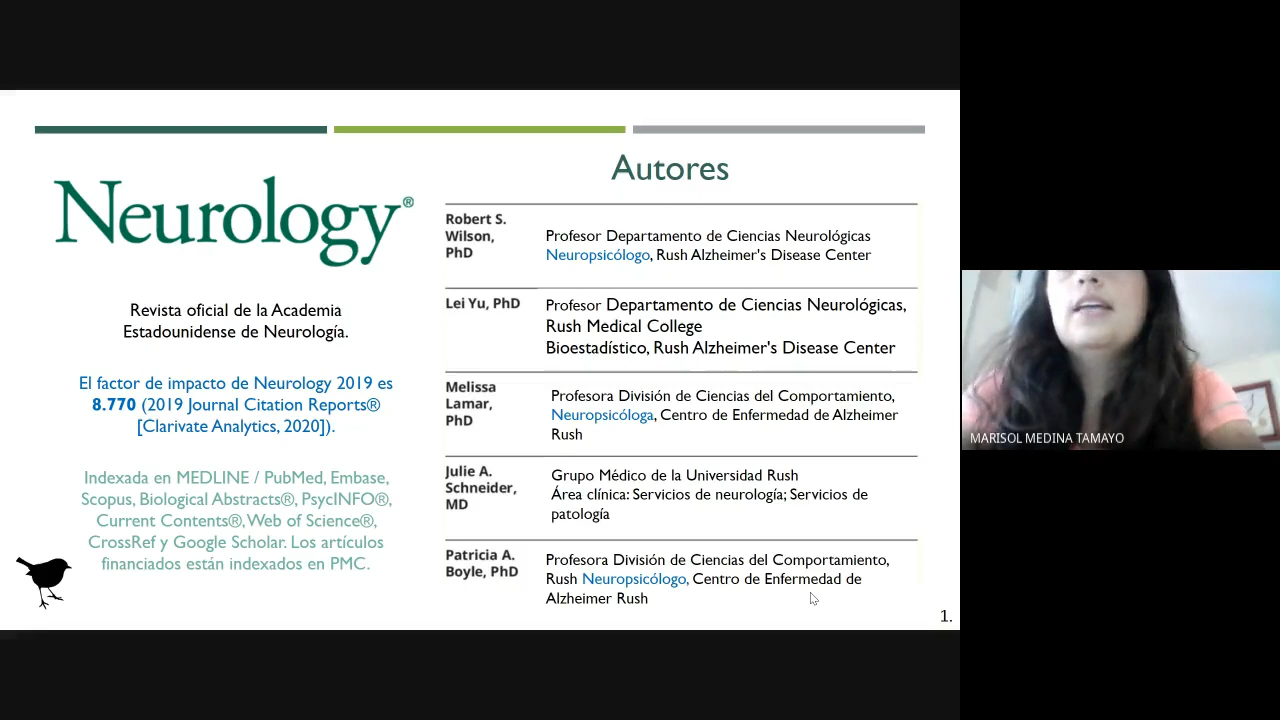 Neurology®
Revista oficial de la Academia
Estadounidense de Neurología.
El factor de impacto de Neurology 2019 es
8.770 (2019 Journal Citation Reports®
[Clarivate Analytics, 2020]).
Indexada en MEDLINE / PubMed, Embase,
Scopus, Biological Abstracts®, PsycINFO®,
Current Contents®, Web of Science®,
CrossRef y Google Scholar. Los artículos
financiados están indexados en PMC.
Autores
Robert S.
Wilson,
PhD
Profesor Departamento de Ciencias Neurológicas
Neuropsicólogo, Rush Alzheimer's Disease Center
Lei Yu, PhD
Profesor Departamento de Ciencias Neurológicas,
Rush Medical College
Bioestadístico, Rush Alzheimer's Disease Center
Melissa
Lamar,
PhD
Profesora División de Ciencias del Comportamiento,
Neuropsicóloga, Centro de Enfermedad de Alzheimer
Rush
Julie A.
Schneider,
MD
Grupo Médico de la Universidad Rush
Área clínica: Servicios de neurología; Servicios de
patología
Patricia A.
Boyle, PhD
Profesora División de Ciencias del Comportamiento,
Rush Neuropsicólogo, Centro de Enfermedad de
Alzheimer Rush
1.
MARISOL MEDINA TAMAYO